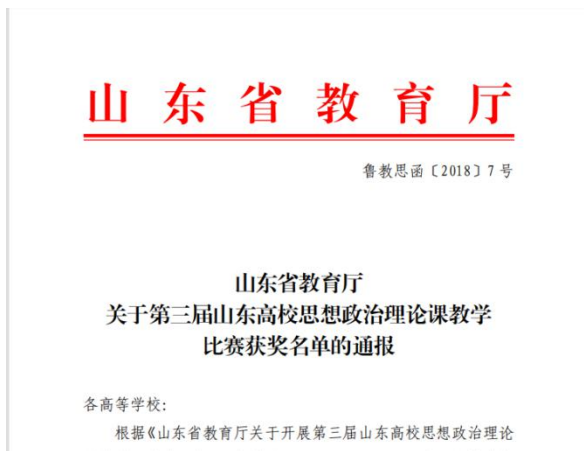 山东省教育厅
鲁教思函〔2018〕7号
山东省教育厅
关于第三届山东高校思想政治理论课教学
比赛获奖名单的通报
各高等学校：
根据《山东省教育厅关于开展第三届山东高校思想政治理论